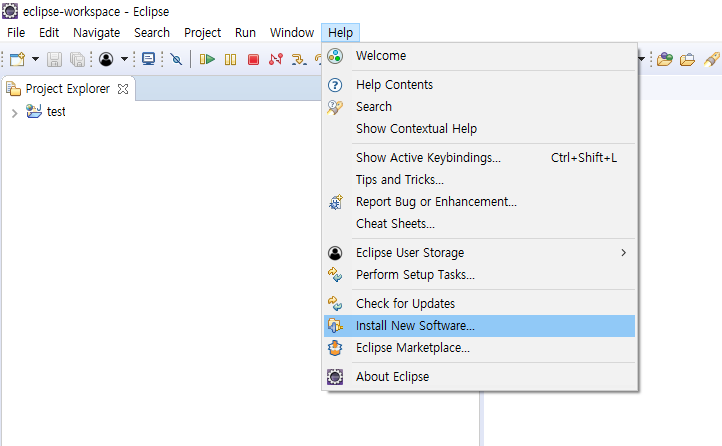 eclipse-workspace - Eclipse
File Edit Navigate Search Project Run Window Help
Project Explorer
test
Welcome
Help Contents
Search
Show Contextual Help
Show Active Keybindings... Ctrl+Shift+L
Tips and Tricks...
Report Bug or Enhancement...
Cheat Sheets...
Eclipse User Storage
Perform Setup Tasks...
Check for Updates
Install New Software...
Eclipse Marketplace...
About Eclipse